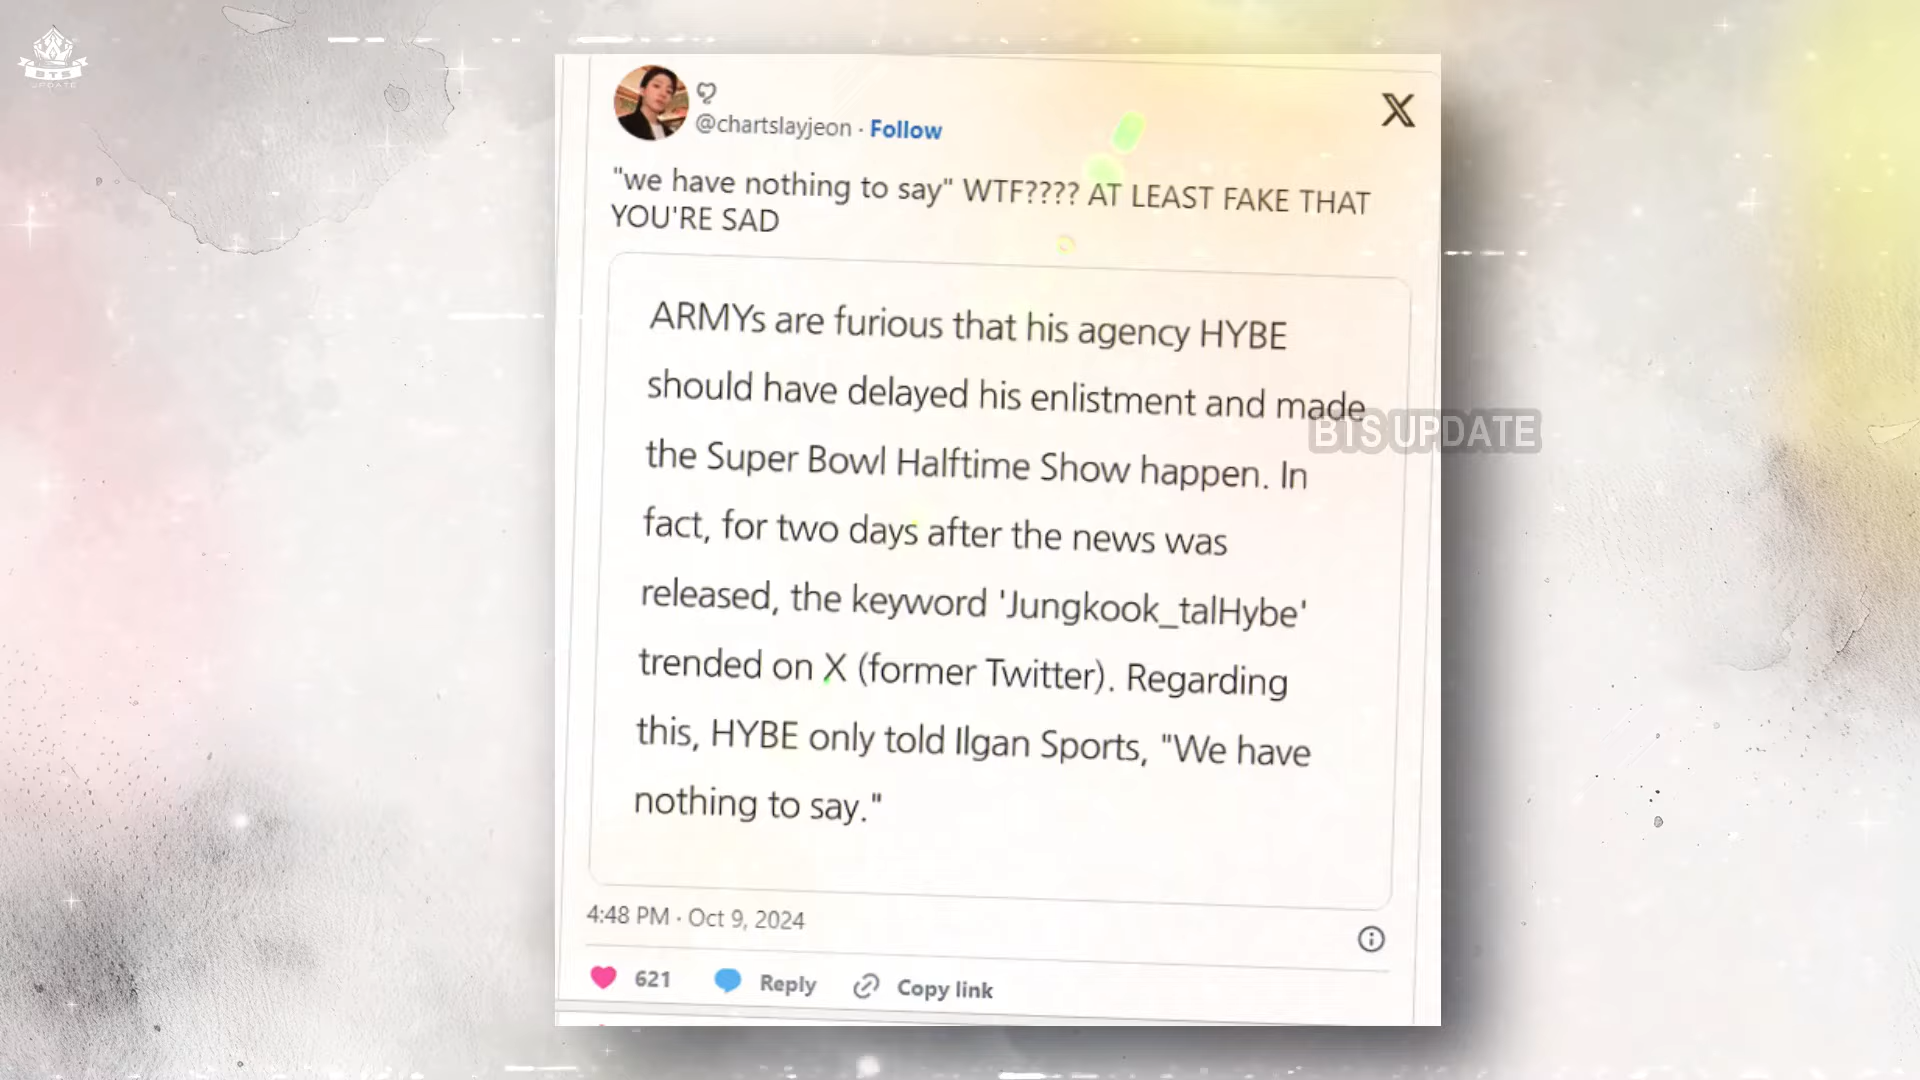 BTS
UPDATE
@chartslayjeon · Follow
"we have nothing to say" WTF???? AT LEAST FAKE THAT
YOU'RE SAD
ARMYs are furious that his agency HYBE
should have delayed his enlistment and made
the Super Bowl Halftime Show happen. In
fact, for two days after the news was
released, the keyword 'Jungkook_talHybe'
trended on X (former Twitter). Regarding
this, HYBE only told Ilgan Sports, "We have
nothing to say."
BTS UPDATE
4:48 PM · Oct 9, 2024
621 Reply Copy link